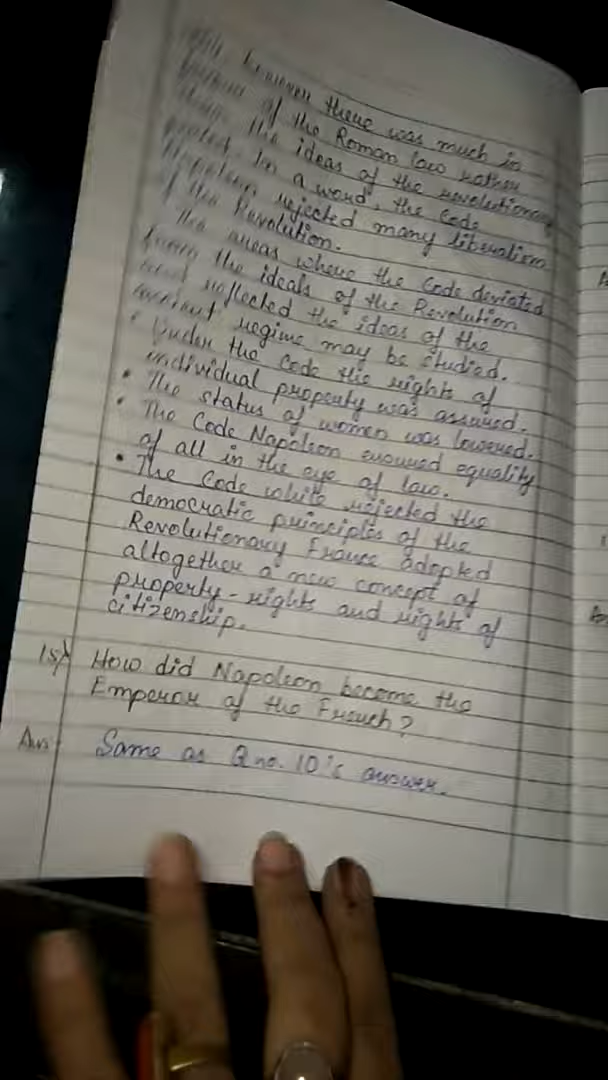 however there was much in
of the Roman law rather
the ideas of the revolutionary
In a word, the Code
rejected many liberalism
of the Revolution.
The areas where the Code deviated
from the ideals of the Revolution
and reflected the ideas of the
ancient regime may be studied.
• Under the Code the rights of
individual property was assured.
• The status of women was lowered.
• The Code Napoleon ensured equality
of all in the eye of law.
• The Code while rejected the
democratic principles of the
Revolutionary France adopted
altogether a new concept of
property-rights and rights of
citizenship.
15) How did Napoleon become the
Emperor of the French?
Ans: Same as Q no. 10's answer.